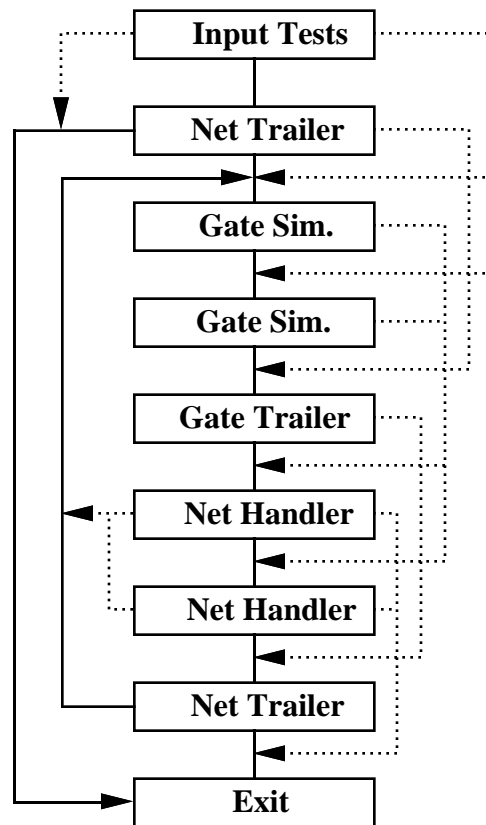 Input Tests
Net Trailer
Gate Sim.
Gate Sim.
Gate Trailer
Net Handler
Net Handler
Net Trailer
Exit